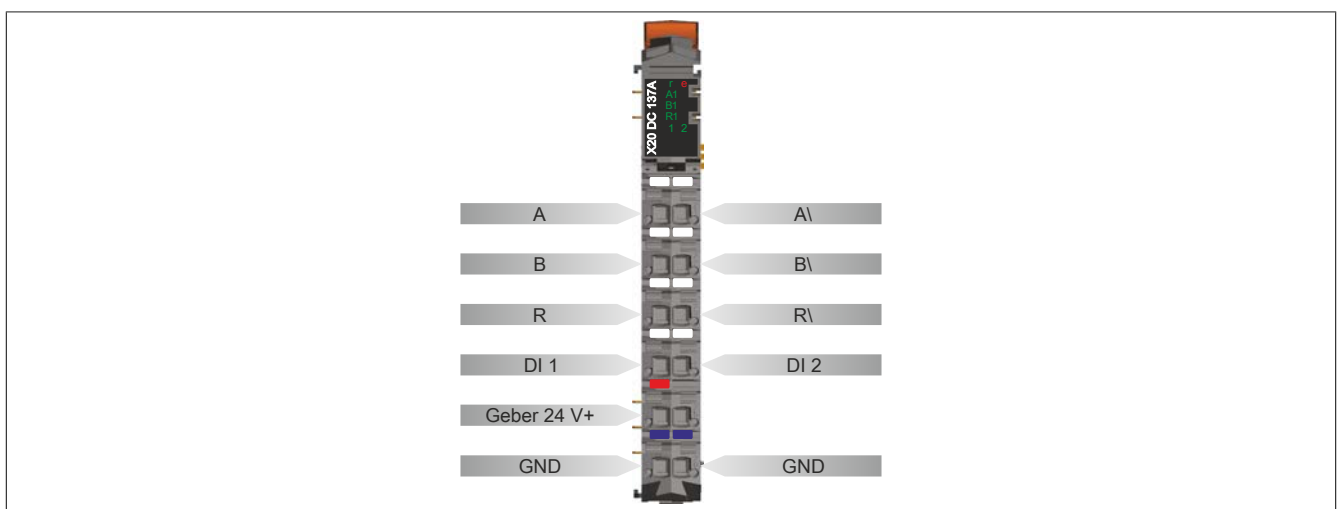 X20 DC 137A
r e
A1
B1
R1
1 2
A A\
B B\
R R\
DI 1 DI 2
Geber 24 V+
GND GND